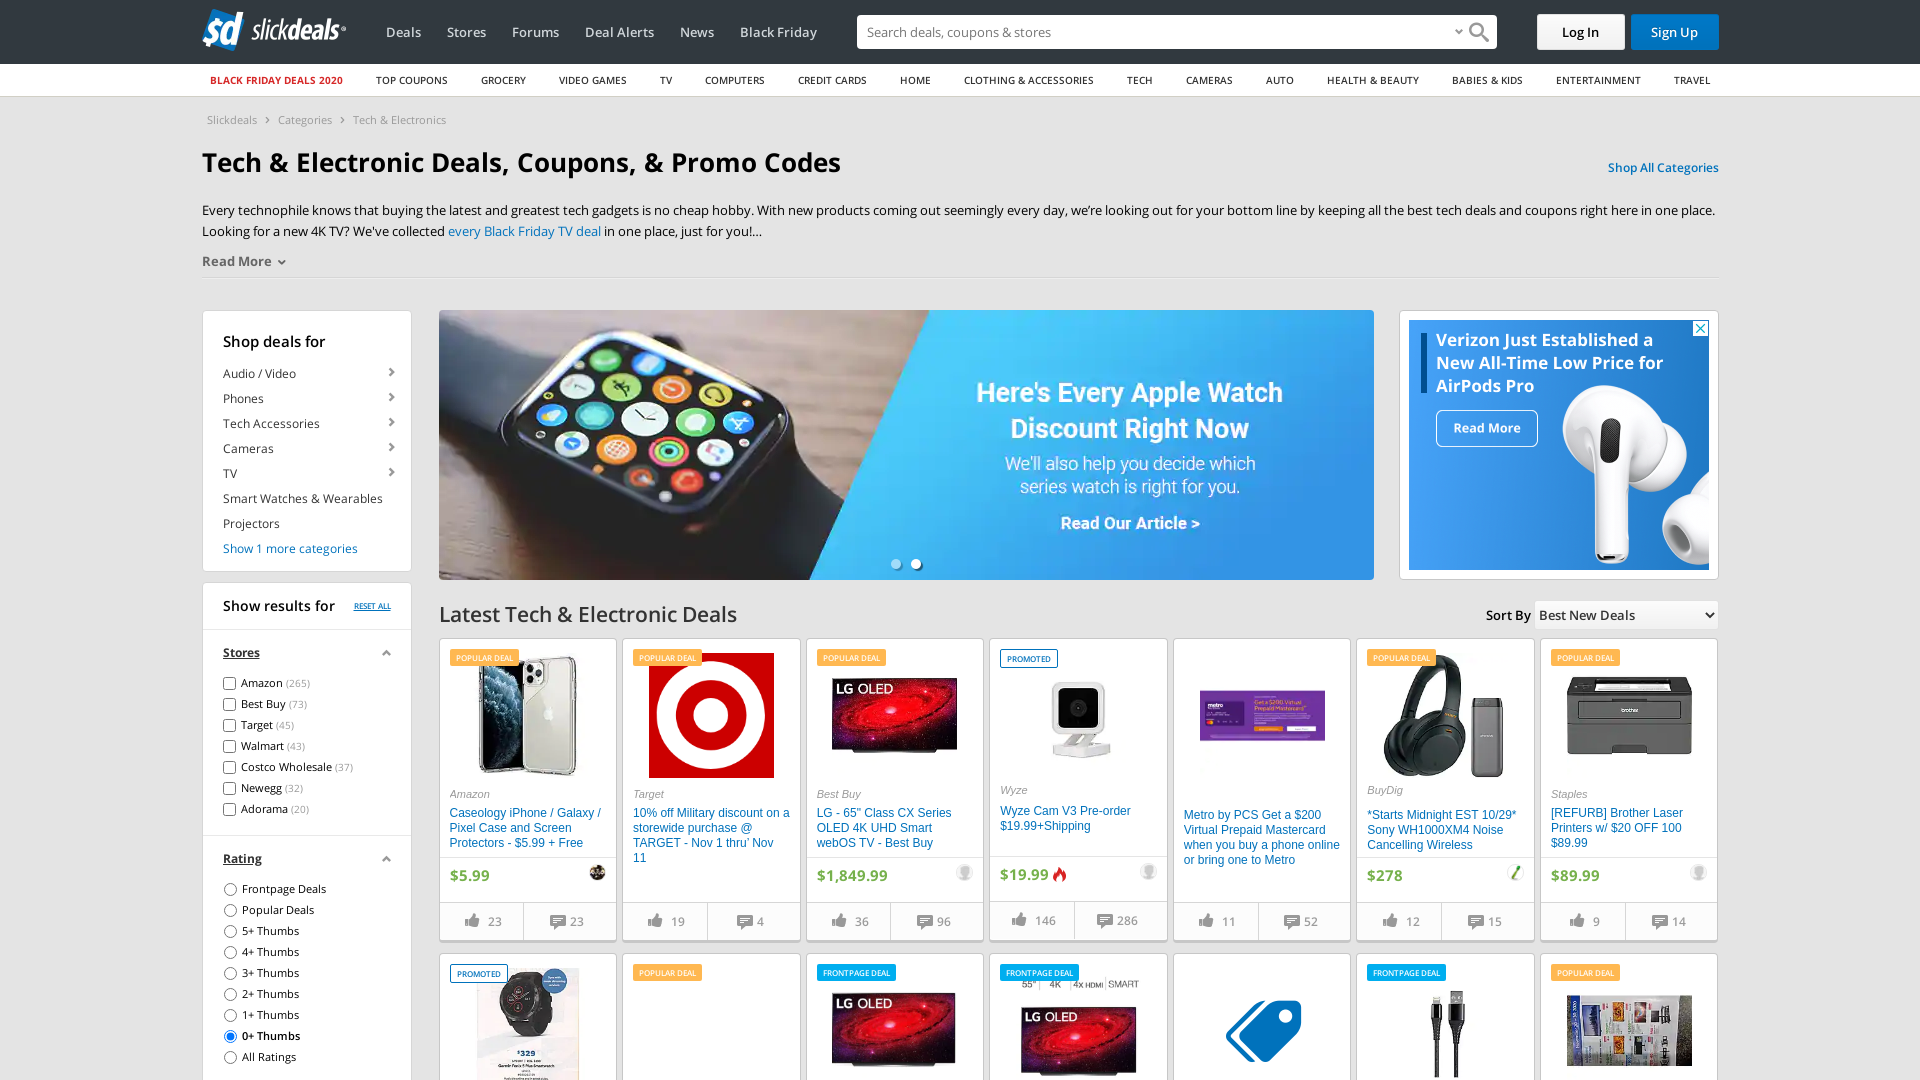 slickdeals
Deals
Stores
Forums
Deal Alerts
News
Black Friday
Search deals, coupons & stores
Log In
Sign Up
BLACK FRIDAY DEALS 2020
TOP COUPONS
GROCERY
VIDEO GAMES
TV
COMPUTERS
CREDIT CARDS
HOME
CLOTHING & ACCESSORIES
TECH
CAMERAS
AUTO
HEALTH & BEAUTY
BABIES & KIDS
ENTERTAINMENT
TRAVEL
Slickdeals > Categories > Tech & Electronics
Tech & Electronic Deals, Coupons, & Promo Codes
Shop All Categories
Every technophile knows that buying the latest and greatest tech gadgets is no cheap hobby. With new products coming out seemingly every day, we’re looking out for your bottom line by keeping all the best tech deals and coupons right here in one place.
Looking for a new 4K TV? We've collected every Black Friday TV deal in one place, just for you!...
Read More
Shop deals for
Audio / Video
Phones
Tech Accessories
Cameras
TV
Smart Watches & Wearables
Projectors
Show 1 more categories
Here's Every Apple Watch
Discount Right Now
We'll also help you decide which
series watch is right for you.
Read Our Article >
Verizon Just Established a
New All-Time Low Price for
AirPods Pro
Read More
Show results for
RESET ALL
Stores
Amazon (265)
Best Buy (73)
Target (45)
Walmart (43)
Costco Wholesale (37)
Newegg (32)
Adorama (20)
Rating
Frontpage Deals
Popular Deals
5+ Thumbs
4+ Thumbs
3+ Thumbs
2+ Thumbs
1+ Thumbs
0+ Thumbs
All Ratings
Latest Tech & Electronic Deals
Sort By Best New Deals
POPULAR DEAL
Amazon
Caseology iPhone / Galaxy /
Pixel Case and Screen
Protectors - $5.99 + Free
$5.99
23
23
POPULAR DEAL
Target
10% off Military discount on a
storewide purchase @
TARGET - Nov 1 thru’ Nov
11
19
4
POPULAR DEAL
LG OLED
Best Buy
LG - 65" Class CX Series
OLED 4K UHD Smart
webOS TV - Best Buy
$1,849.99
36
96
PROMOTED
Wyze
Wyze Cam V3 Pre-order
$19.99+Shipping
$19.99
146
286
metro
Get a $200
Virtual Prepaid
Mastercard
Metro by PCS Get a $200
Virtual Prepaid Mastercard
when you buy a phone online
or bring one to Metro
11
52
POPULAR DEAL
BuyDig
*Starts Midnight EST 10/29*
Sony WH1000XM4 Noise
Cancelling Wireless
$278
12
15
POPULAR DEAL
brother
Staples
[REFURB] Brother Laser
Printers w/ $20 OFF 100
$89.99
$89.99
9
14
PROMOTED
$329
POPULAR DEAL
FRONTPAGE DEAL
LG OLED
FRONTPAGE DEAL
55" 4K 4X HDMI SMART
LG OLED
FRONTPAGE DEAL
POPULAR DEAL